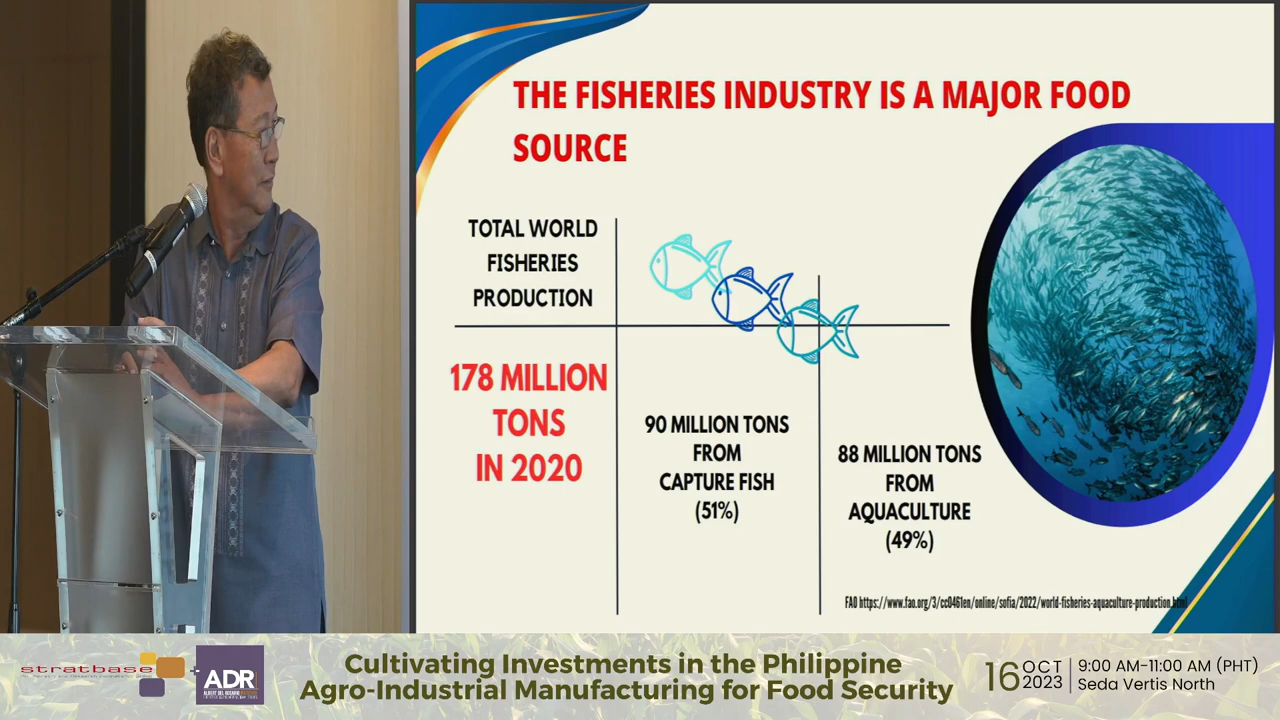 THE FISHERIES INDUSTRY IS A MAJOR FOOD
SOURCE
TOTAL WORLD
FISHERIES
PRODUCTION
178 MILLION
TONS
IN 2020
90 MILLION TONS
FROM
CAPTURE FISH
(51%)
88 MILLION TONS
FROM
AQUACULTURE
(49%)
FAO https://www.fao.org/3/cc0461en/online/sofia/2022/world-fisheries-aquaculture-production.html
stratbase
+
ADR
Cultivating Investments in the Philippine
Agro-Industrial Manufacturing for Food Security
16 OCT
2023
9:00 AM-11:00 AM (PHT)
Seda Vertis North